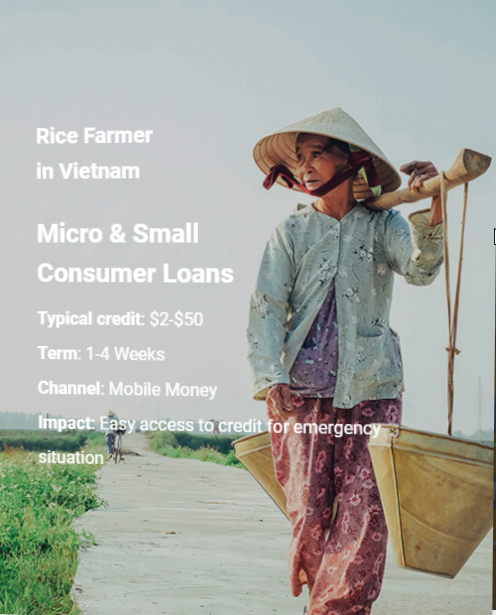 Rice Farmer
in Vietnam
Micro & Small
Consumer Loans
Typical credit: $2-$50
Term: 1-4 Weeks
Channel: Mobile Money
Impact: Easy access to credit for emergency
situation